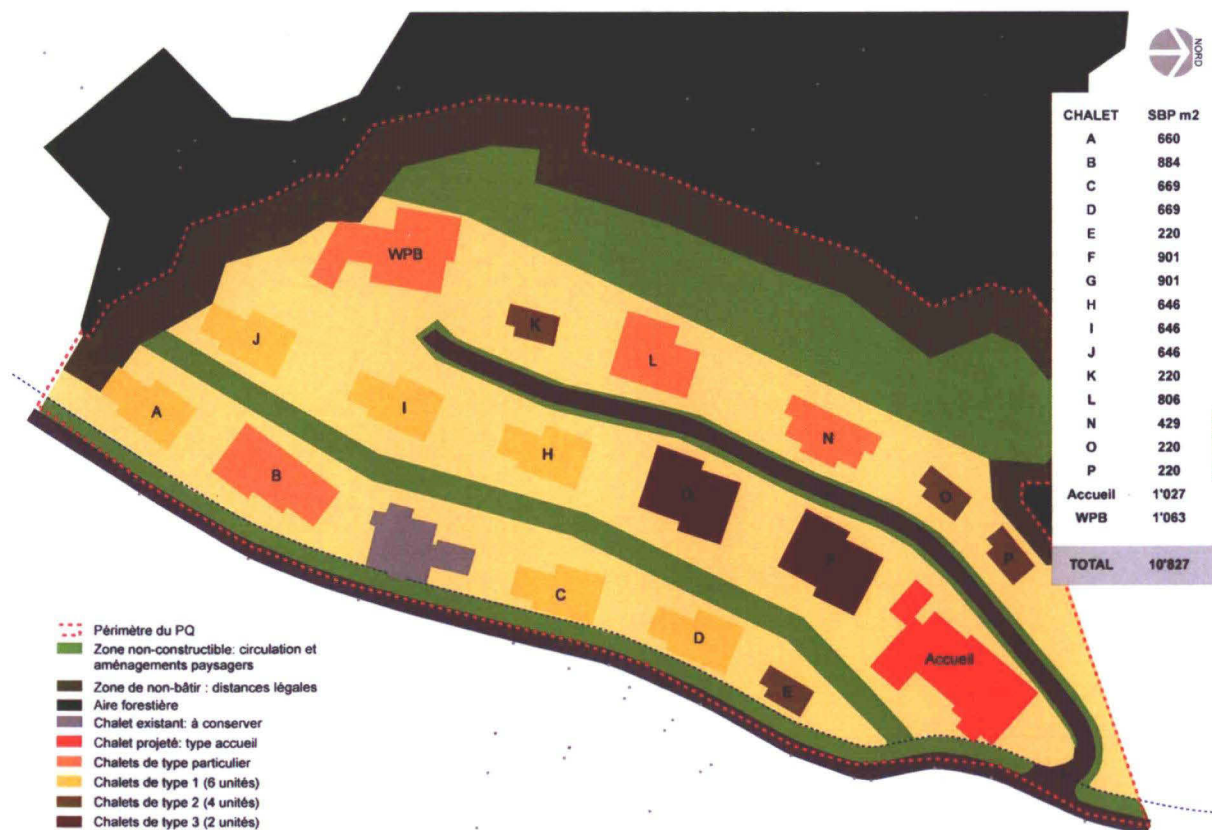 NORD
CHALET SBP m2
A 660
B 884
C 669
D 669
E 220
F 901
G 901
H 646
I 646
J 646
K 220
L 806
N 429
O 220
P 220
Accueil 1'027
WPB 1'063
TOTAL 10'827
WPB
K
J
L
A
I
N
B
H
O
P
C
D
Accueil
E
Périmètre du PQ
Zone non-constructible: circulation et
aménagements paysagers
Zone de non-bâtir : distances légales
Aire forestière
Chalet existant: à conserver
Chalet projeté: type accueil
Chalets de type particulier
Chalets de type 1 (6 unités)
Chalets de type 2 (4 unités)
Chalets de type 3 (2 unités)